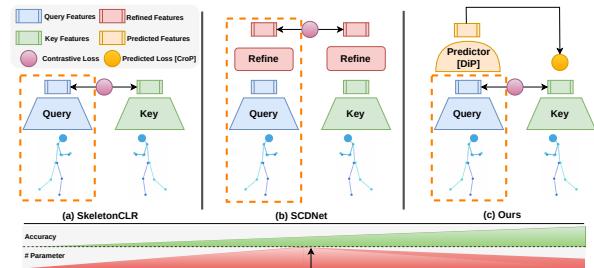 Query Features
Refined Features
Key Features
Predicted Features
Contrastive Loss
Predicted Loss [CroP]
Query
Key
Refine
Refine
Query
Key
Predictor
[DiP]
Query
Key
(a) SkeletonCLR
(b) SCDNet
(c) Ours
Accuracy
# Parameter